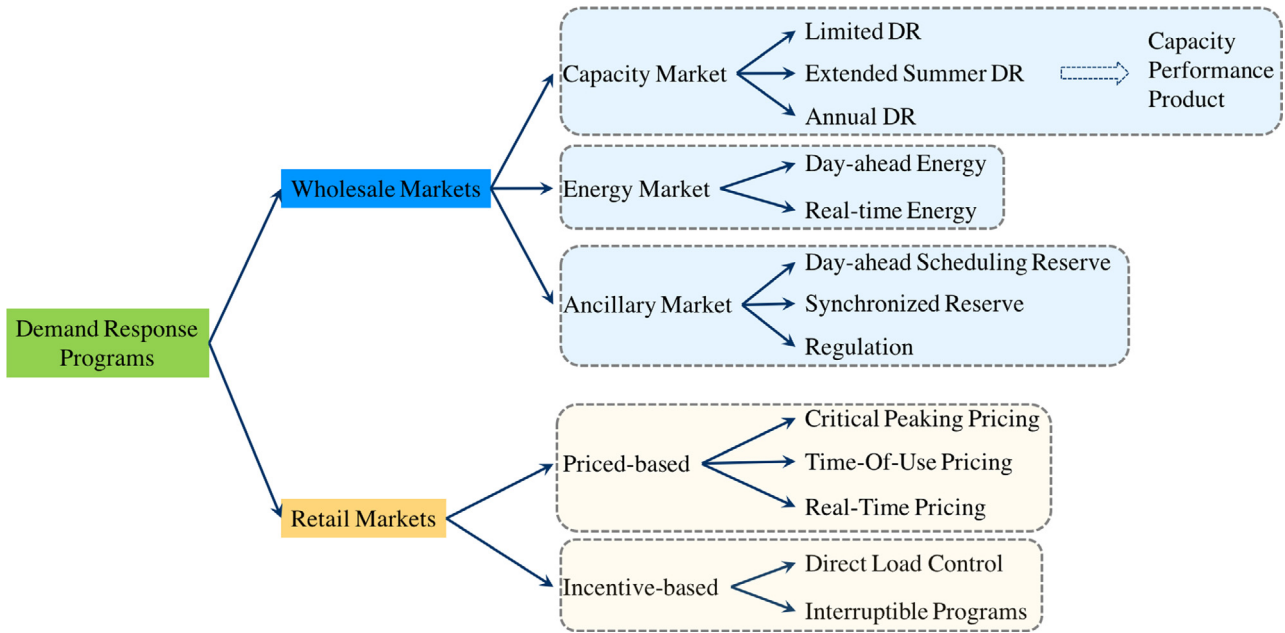 Demand Response
Programs
Wholesale Markets
Capacity Market
Limited DR
Extended Summer DR
Annual DR
Capacity
Performance
Product
Energy Market
Day-ahead Energy
Real-time Energy
Ancillary Market
Day-ahead Scheduling Reserve
Synchronized Reserve
Regulation
Retail Markets
Priced-based
Critical Peaking Pricing
Time-Of-Use Pricing
Real-Time Pricing
Incentive-based
Direct Load Control
Interruptible Programs